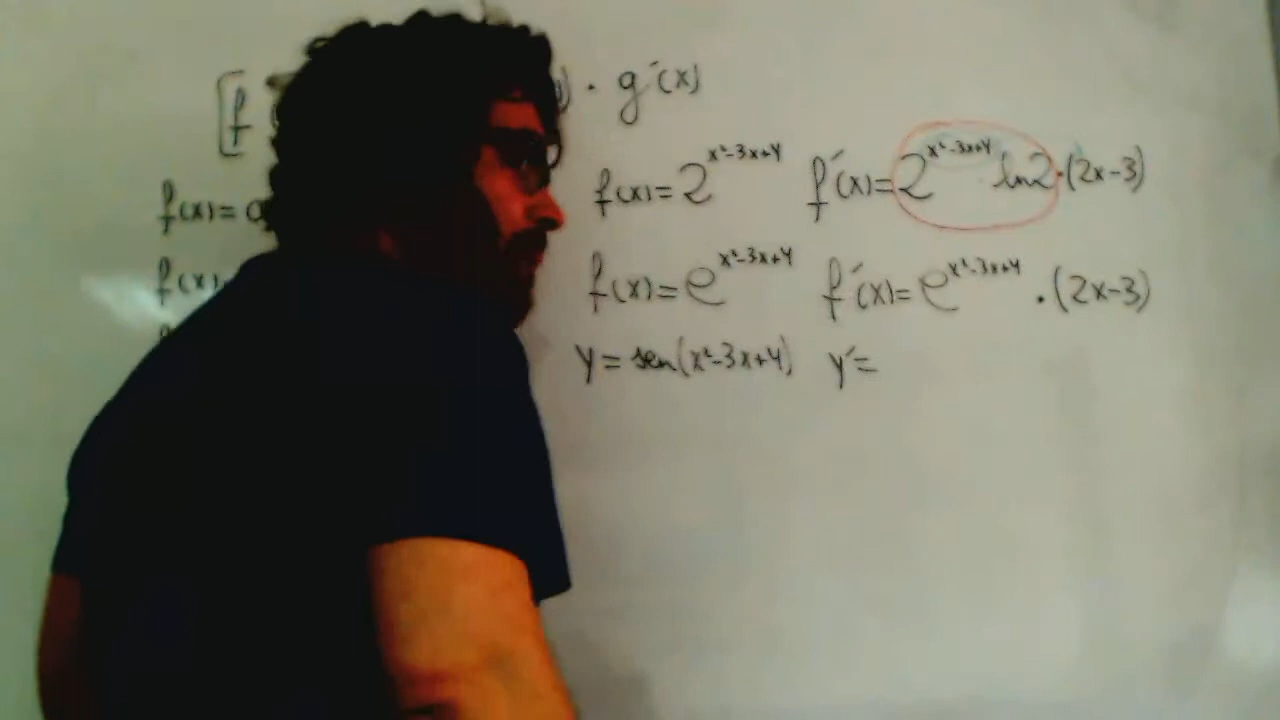 [f ) · g´(x)
f(x)= 2^(x²-3x+4) f´(x)= 2^(x²-3x+4) ln2·(2x-3)
f(x)=
f(x)= e^(x²-3x+4) f´(x)= e^(x²-3x+4) · (2x-3)
f(x)
y = sen(x²-3x+4) y´=